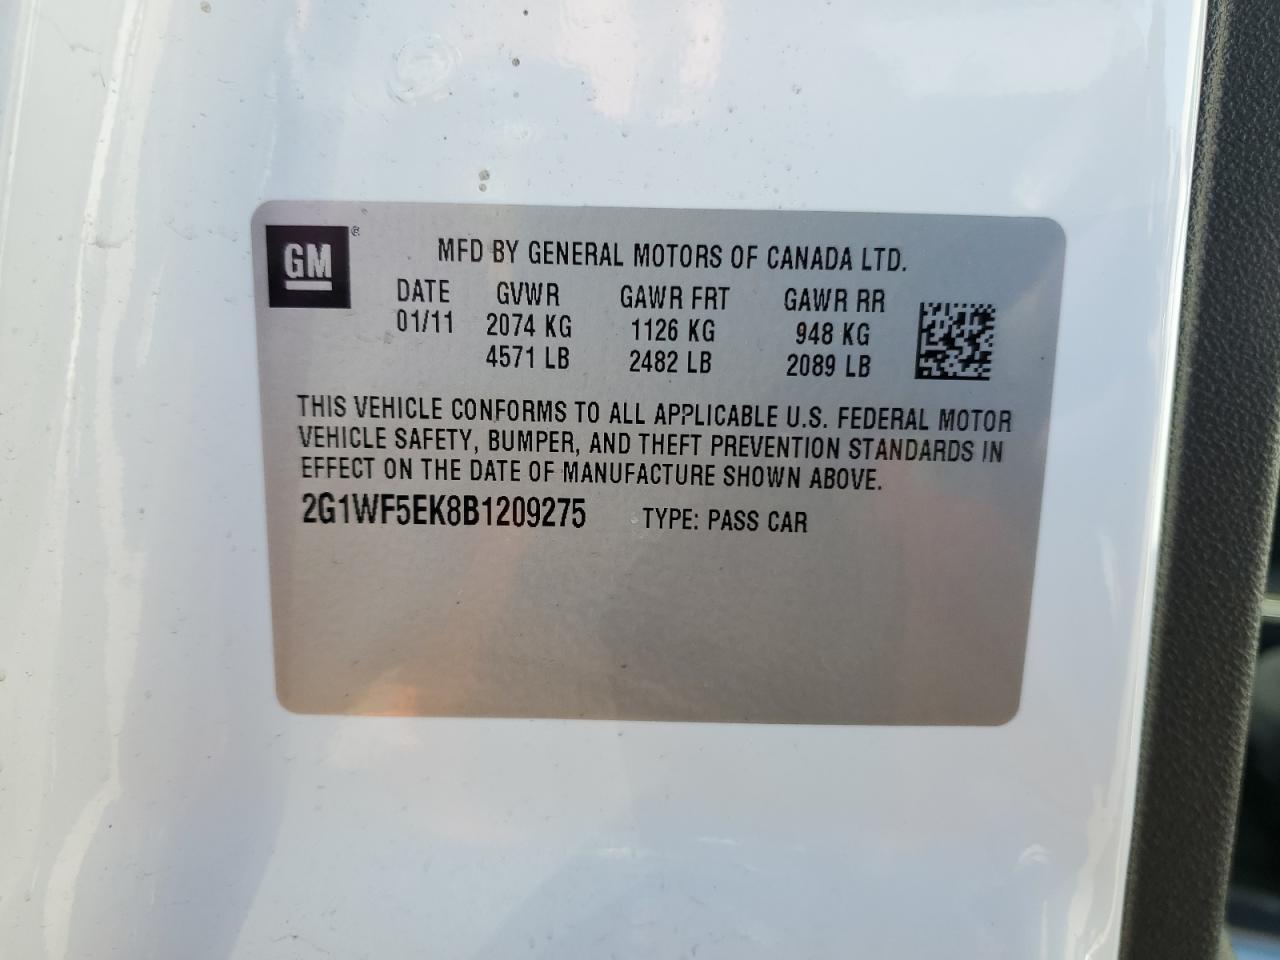 GM®
MFD BY GENERAL MOTORS OF CANADA LTD.
DATE GVWR GAWR FRT GAWR RR
01/11 2074 KG 1126 KG 948 KG
4571 LB 2482 LB 2089 LB
THIS VEHICLE CONFORMS TO ALL APPLICABLE U.S. FEDERAL MOTOR
VEHICLE SAFETY, BUMPER, AND THEFT PREVENTION STANDARDS IN
EFFECT ON THE DATE OF MANUFACTURE SHOWN ABOVE.
2G1WF5EK8B1209275 TYPE: PASS CAR